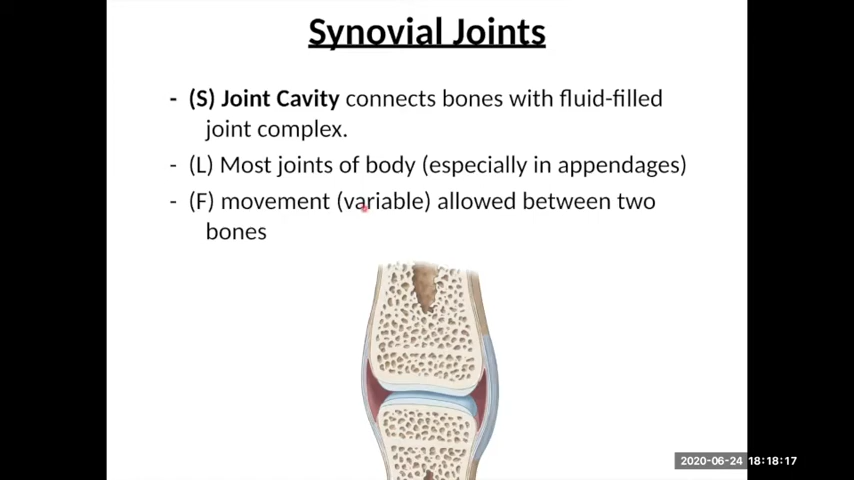 Synovial Joints
- (S) Joint Cavity connects bones with fluid-filled
joint complex.
- (L) Most joints of body (especially in appendages)
- (F) movement (variable) allowed between two
bones
2020-06-24 18:18:17